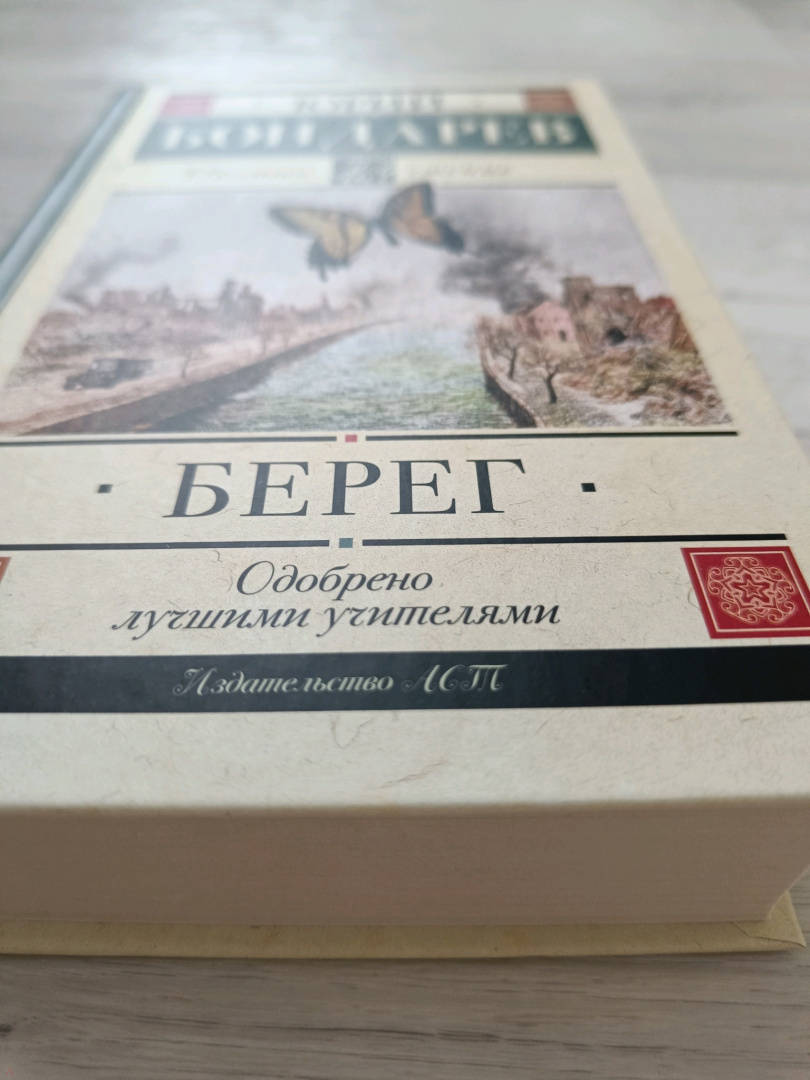 БОНДАРЕВ
· БЕРЕГ ·
Одобрено
лучшими учителями
Издательство АСТ